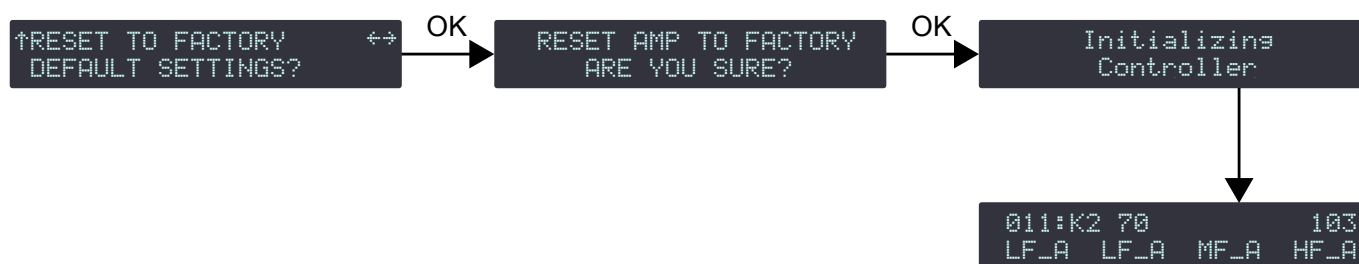 ↑RESET TO FACTORY ←→
DEFAULT SETTINGS?
OK
RESET AMP TO FACTORY
ARE YOU SURE?
OK
Initializing
Controller
011:K2 70 103
LF_A LF_A MF_A HF_A